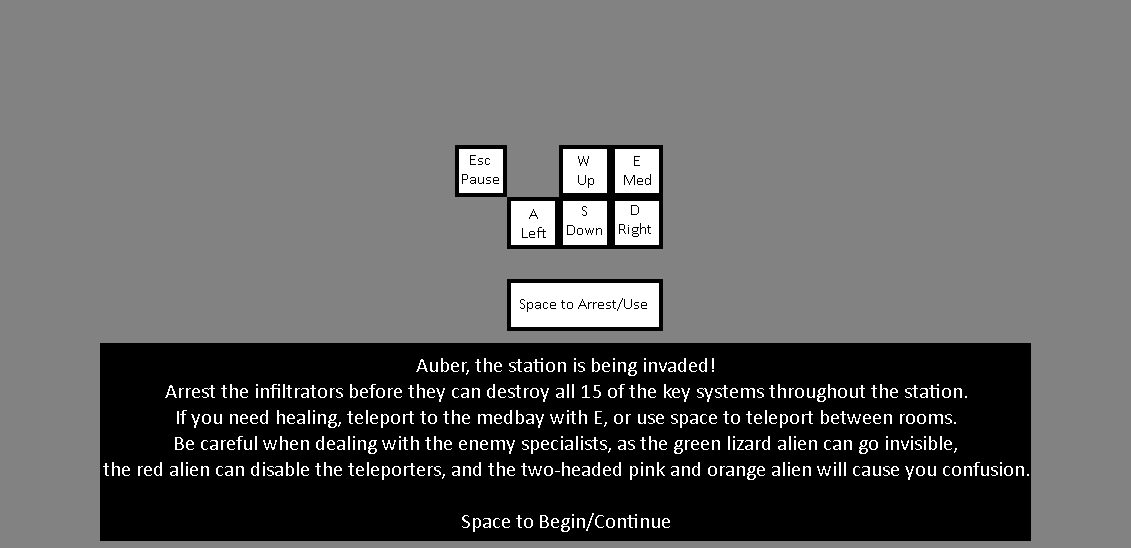 Esc
Pause
W
Up
E
Med
A
Left
S
Down
D
Right
Space to Arrest/Use
Auber, the station is being invaded!
Arrest the infiltrators before they can destroy all 15 of the key systems throughout the station.
If you need healing, teleport to the medbay with E, or use space to teleport between rooms.
Be careful when dealing with the enemy specialists, as the green lizard alien can go invisible,
the red alien can disable the teleporters, and the two-headed pink and orange alien will cause you confusion.
Space to Begin/Continue